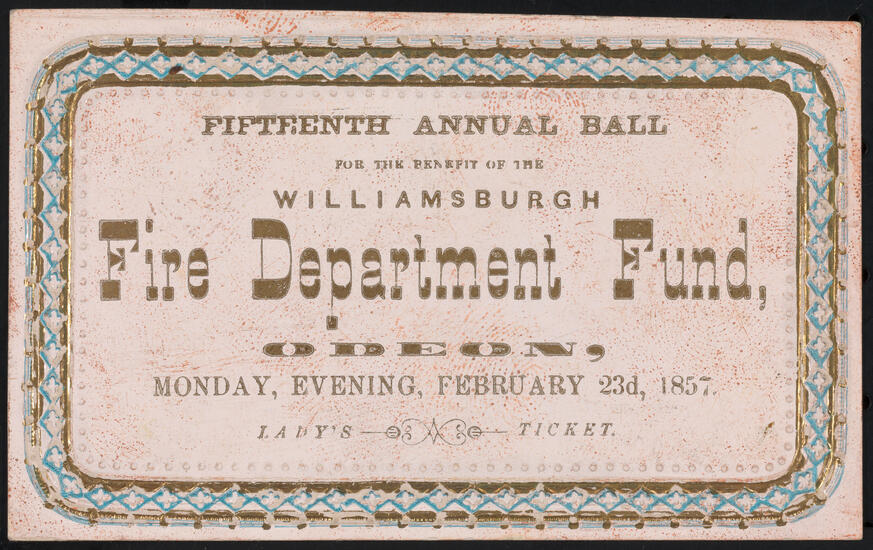 FIFTEENTH ANNUAL BALL
FOR THE BENEFIT OF THE
WILLIAMSBURGH
Fire Department Fund,
ODEON,
MONDAY, EVENING, FEBRUARY 23d, 1857.
LADY'S TICKET.